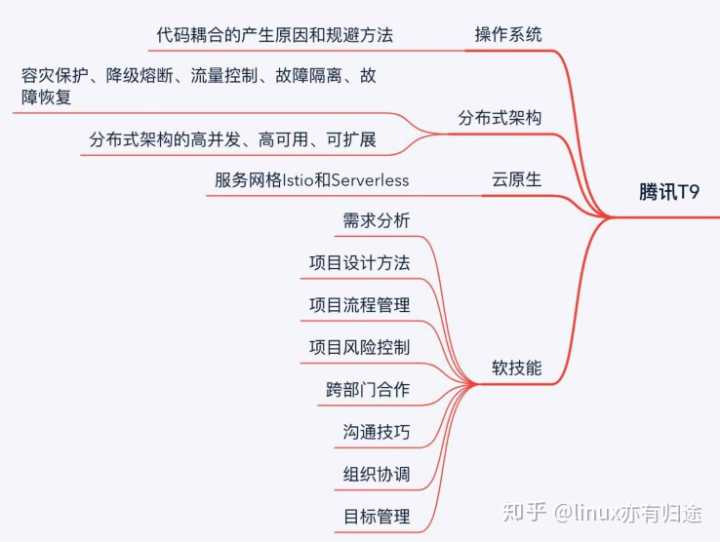 代码耦合的产生原因和规避方法
操作系统
容灾保护、降级熔断、流量控制、故障隔离、故
障恢复
分布式架构
分布式架构的高并发、高可用、可扩展
服务网格Istio和Serverless
云原生
腾讯T9
需求分析
项目设计方法
项目流程管理
项目风险控制
软技能
跨部门合作
沟通技巧
组织协调
目标管理
知乎 @linux亦有归途